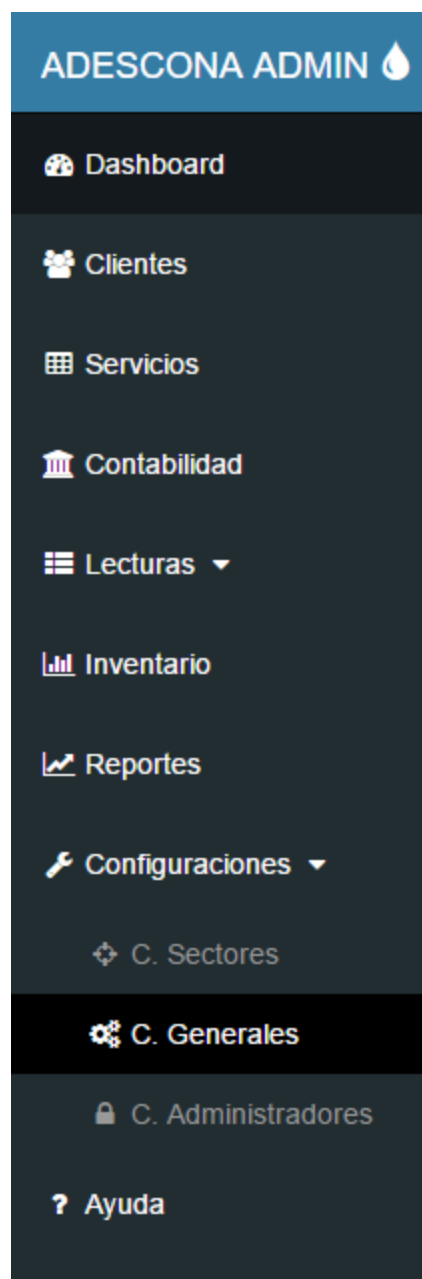 ADESCONA ADMIN
Dashboard
Clientes
Servicios
Contabilidad
Lecturas
Inventario
Reportes
Configuraciones
C. Sectores
C. Generales
C. Administradores
? Ayuda